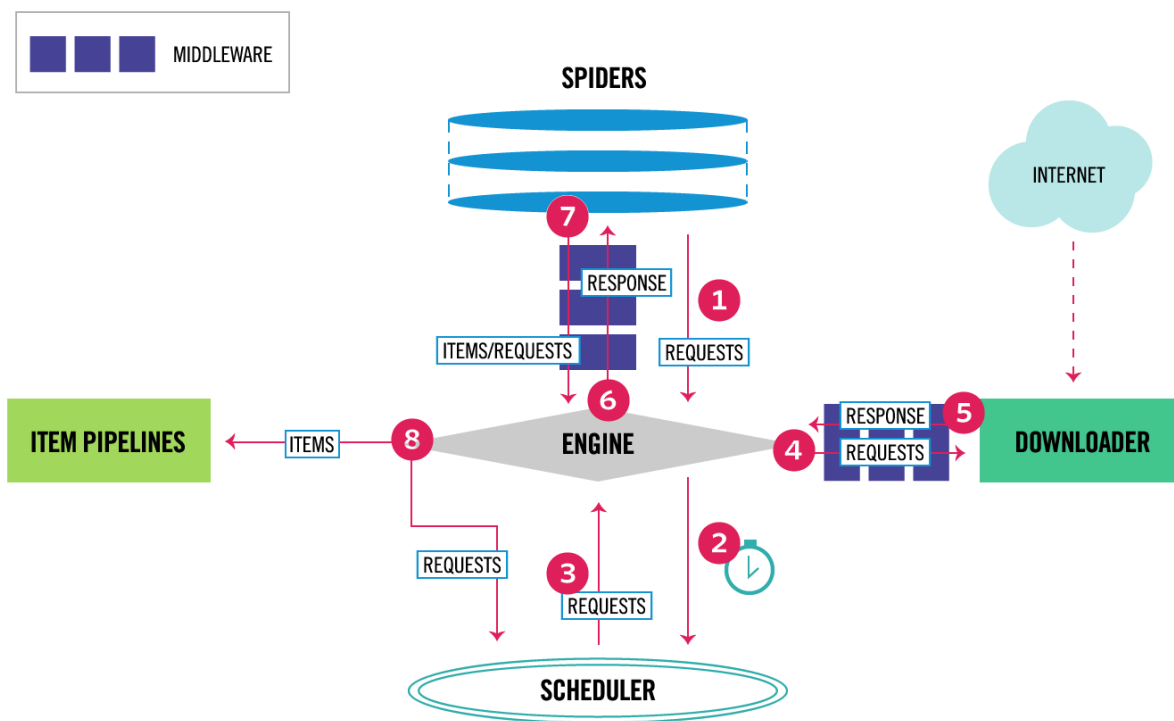 MIDDLEWARE
SPIDERS
INTERNET
7
RESPONSE
1
ITEMS/REQUESTS
REQUESTS
6
ITEM PIPELINES
ITEMS
8
ENGINE
4
RESPONSE
5
REQUESTS
DOWNLOADER
2
REQUESTS
3
REQUESTS
SCHEDULER